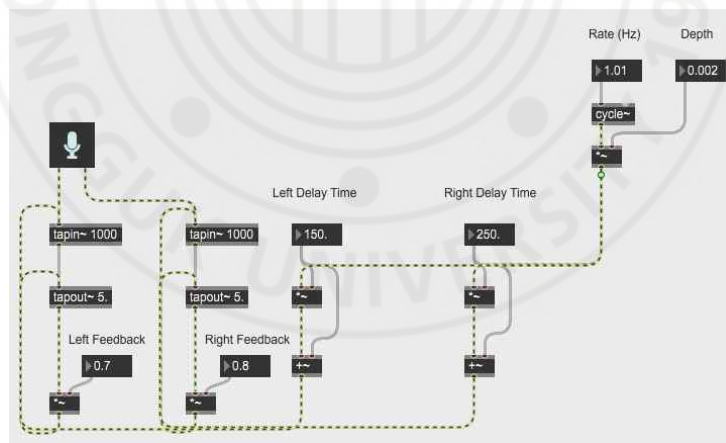 Rate (Hz) Depth
1.01 0.002
cycle~
*~
Left Delay Time Right Delay Time
tapin~ 1000 tapin~ 1000 150. 250.
tapout~ 5. tapout~ 5. *~ *~
Left Feedback Right Feedback
0.7 0.8 +~ +~
*~ *~
UNIVERSITY